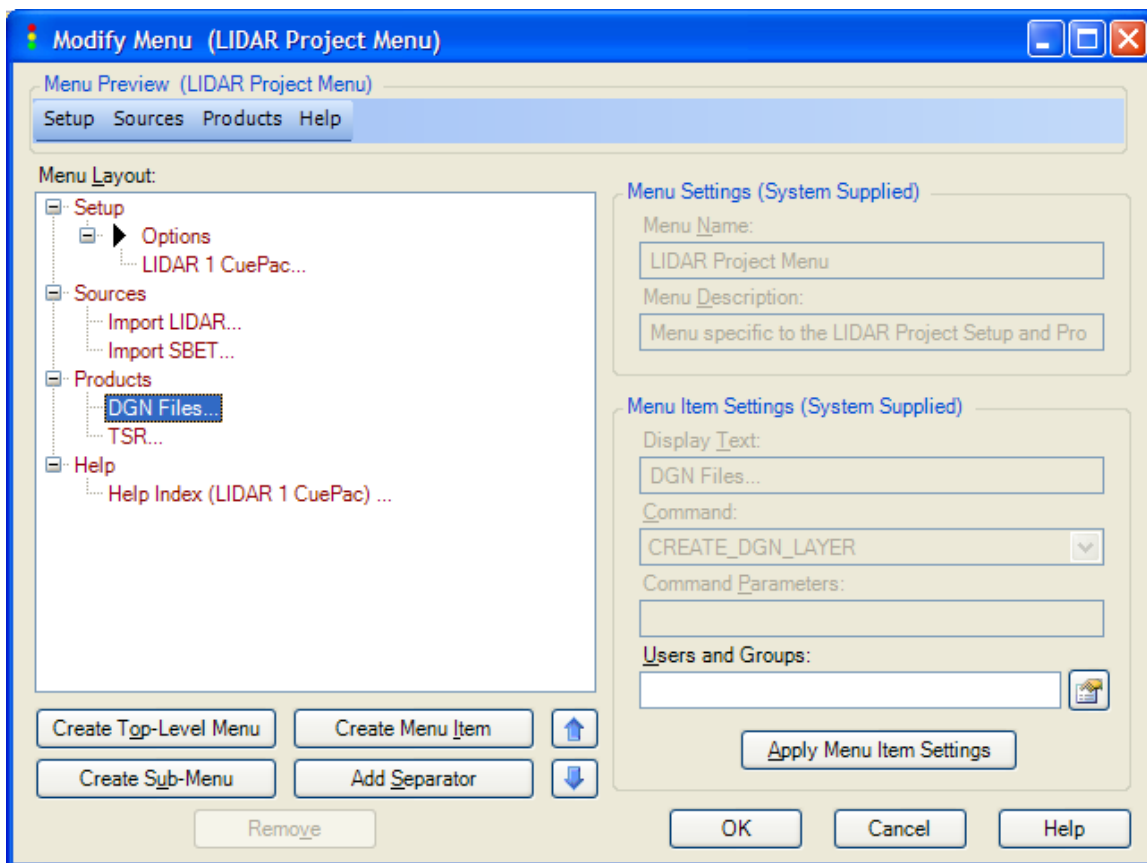 Modify Menu (LIDAR Project Menu)
Menu Preview (LIDAR Project Menu)
Setup Sources Products Help
Menu Layout:
Setup
Options
LIDAR 1 CuePac...
Sources
Import LIDAR...
Import SBET...
Products
DGN Files...
TSR...
Help
Help Index (LIDAR 1 CuePac) ...
Create Top-Level Menu
Create Menu Item
Create Sub-Menu
Add Separator
Remove
Menu Settings (System Supplied)
Menu Name:
LIDAR Project Menu
Menu Description:
Menu specific to the LIDAR Project Setup and Pro
Menu Item Settings (System Supplied)
Display Text:
DGN Files...
Command:
CREATE_DGN_LAYER
Command Parameters:
Users and Groups:
Apply Menu Item Settings
OK Cancel Help